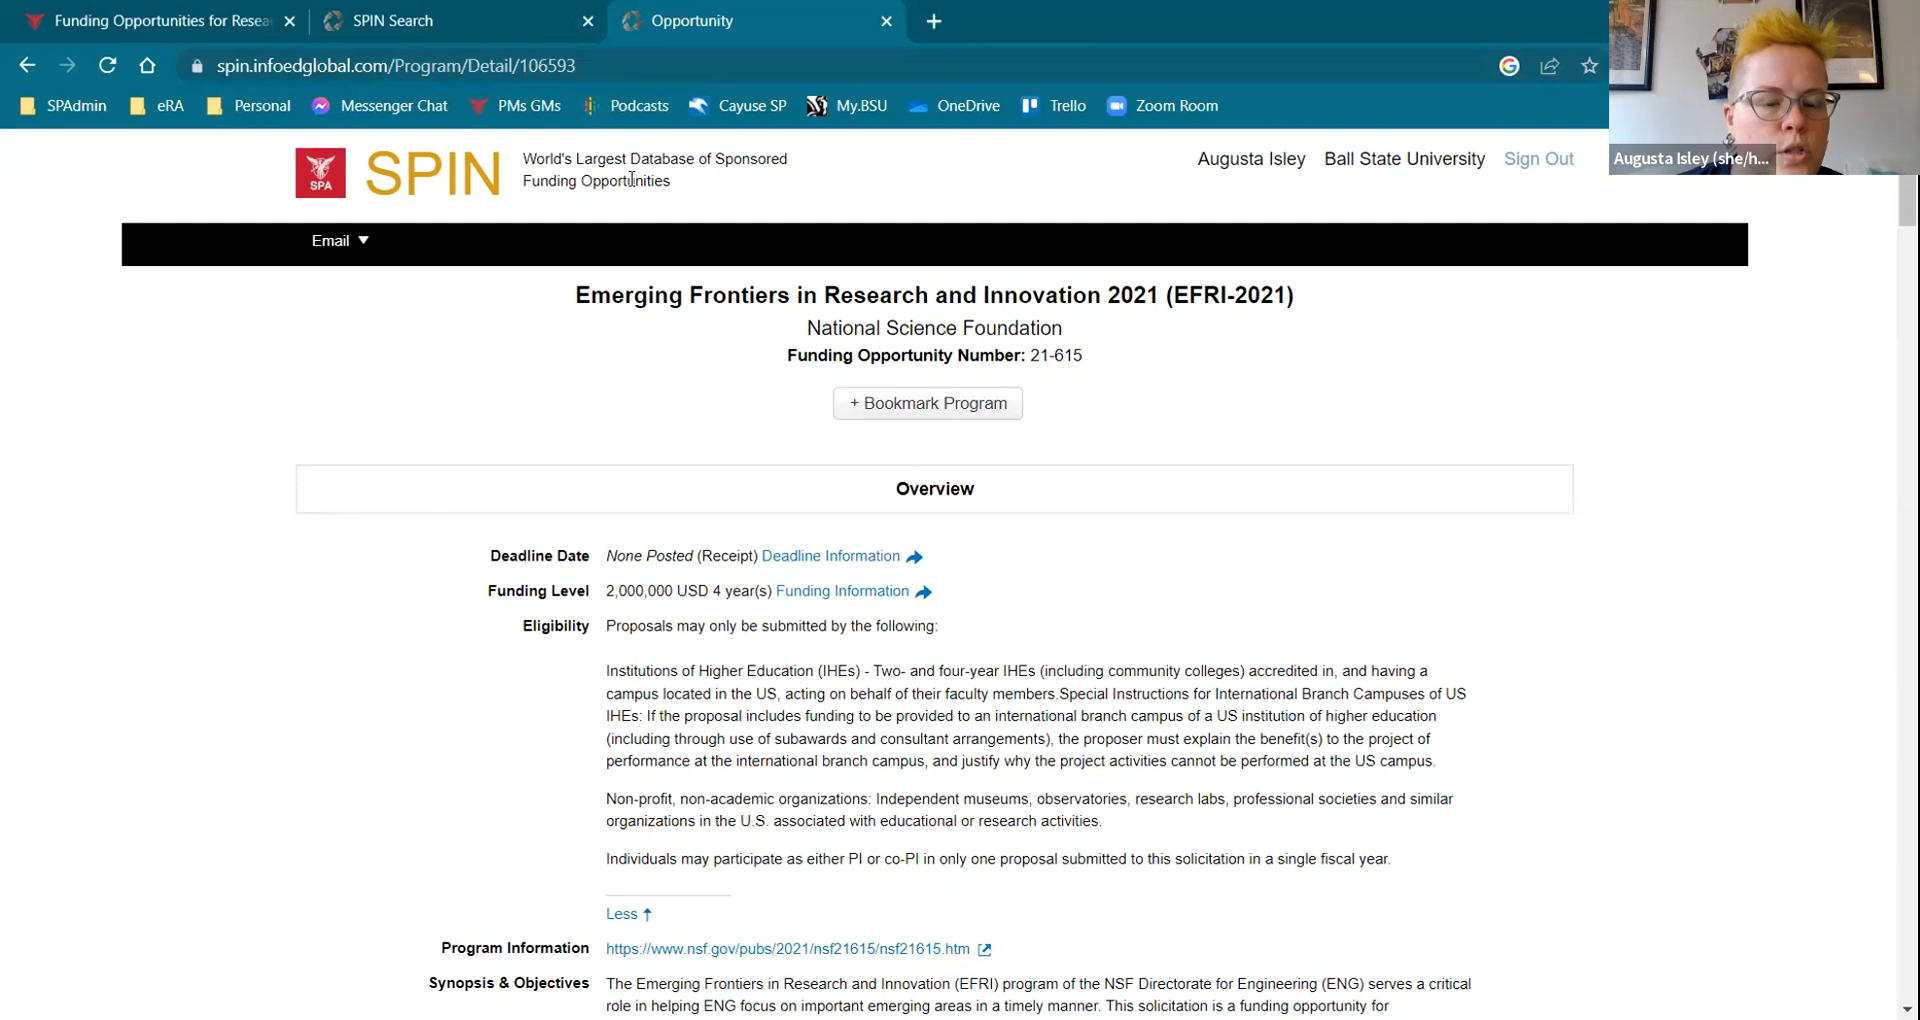 Funding Opportunities for Resea
SPIN Search
Opportunity
spin.infoedglobal.com/Program/Detail/106593
SPAdmin
eRA
Personal
Messenger Chat
PMs GMs
Podcasts
Cayuse SP
My.BSU
OneDrive
Trello
Zoom Room
Augusta Isley (she/h...
SPA
SPIN
World's Largest Database of Sponsored
Funding Opportunities
Augusta Isley
Ball State University
Sign Out
Email
Emerging Frontiers in Research and Innovation 2021 (EFRI-2021)
National Science Foundation
Funding Opportunity Number: 21-615
+ Bookmark Program
Overview
Deadline Date None Posted (Receipt) Deadline Information
Funding Level 2,000,000 USD 4 year(s) Funding Information
Eligibility Proposals may only be submitted by the following:
Institutions of Higher Education (IHEs) - Two- and four-year IHEs (including community colleges) accredited in, and having a
campus located in the US, acting on behalf of their faculty members.Special Instructions for International Branch Campuses of US
IHEs: If the proposal includes funding to be provided to an international branch campus of a US institution of higher education
(including through use of subawards and consultant arrangements), the proposer must explain the benefit(s) to the project of
performance at the international branch campus, and justify why the project activities cannot be performed at the US campus.
Non-profit, non-academic organizations: Independent museums, observatories, research labs, professional societies and similar
organizations in the U.S. associated with educational or research activities.
Individuals may participate as either PI or co-PI in only one proposal submitted to this solicitation in a single fiscal year.
Less
Program Information https://www.nsf.gov/pubs/2021/nsf21615/nsf21615.htm
Synopsis & Objectives The Emerging Frontiers in Research and Innovation (EFRI) program of the NSF Directorate for Engineering (ENG) serves a critical
role in helping ENG focus on important emerging areas in a timely manner. This solicitation is a funding opportunity for